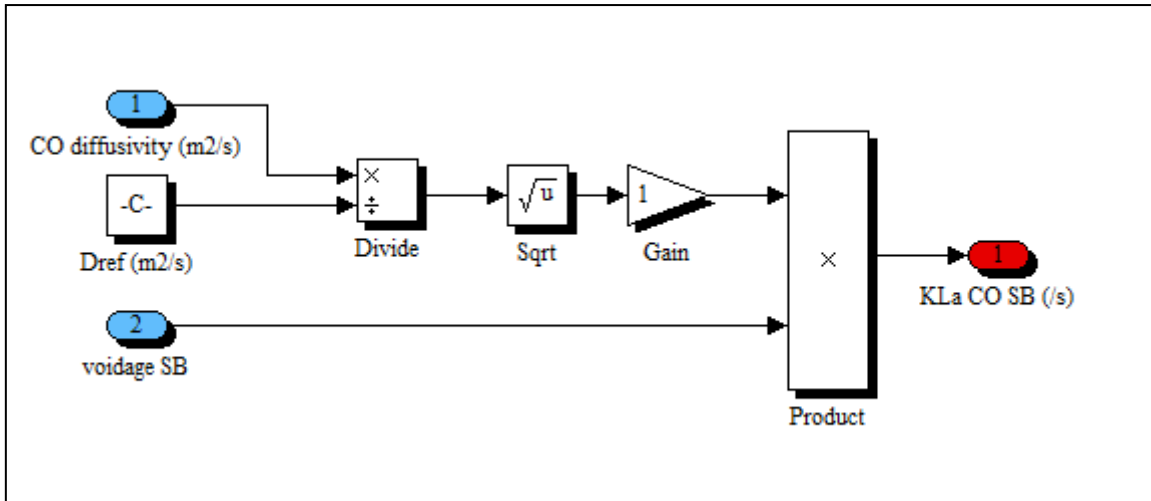 1
CO diffusivity (m2/s)
-C-
Dref (m2/s)
×
÷
Divide
√u
Sqrt
1
Gain
2
voidage SB
×
Product
1
KLa CO SB (/s)